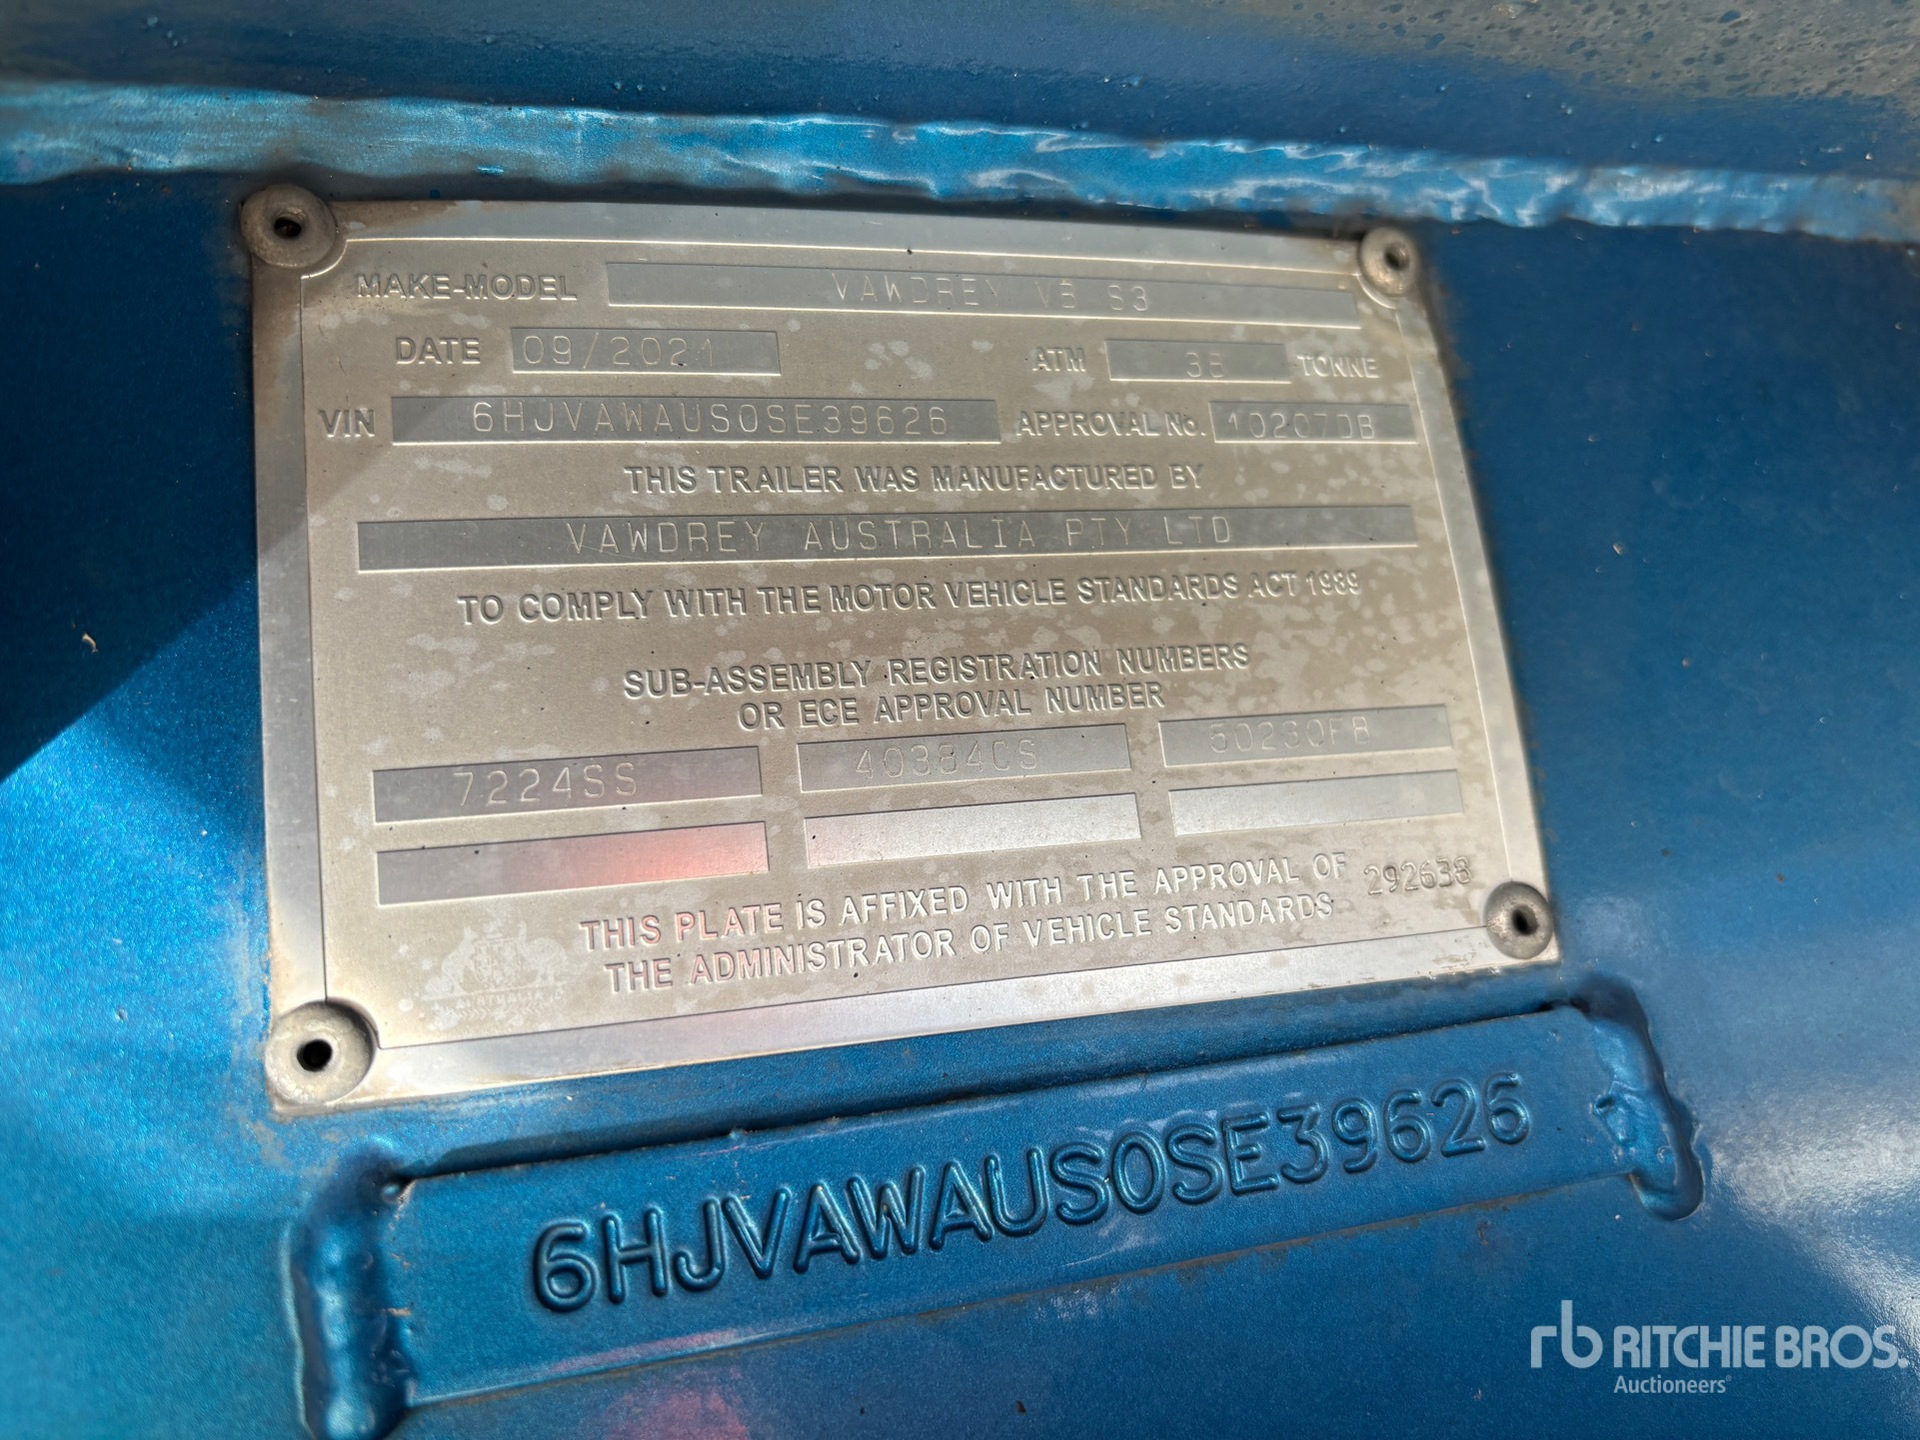 MAKE-MODEL VAWDREY VB S3
DATE 09/2021 ATM 38 TONNE
VIN 6HJVAWAUS0SE39626 APPROVAL No. 10207DB
THIS TRAILER WAS MANUFACTURED BY
VAWDREY AUSTRALIA PTY LTD
TO COMPLY WITH THE MOTOR VEHICLE STANDARDS ACT 1989
SUB-ASSEMBLY REGISTRATION NUMBERS
OR ECE APPROVAL NUMBER
7224SS 40384CS 50230FB
THIS PLATE IS AFFIXED WITH THE APPROVAL OF 292638
THE ADMINISTRATOR OF VEHICLE STANDARDS
AUSTRALIA
6HJVAWAUS0SE39626
rb RITCHIE BROS.
Auctioneers